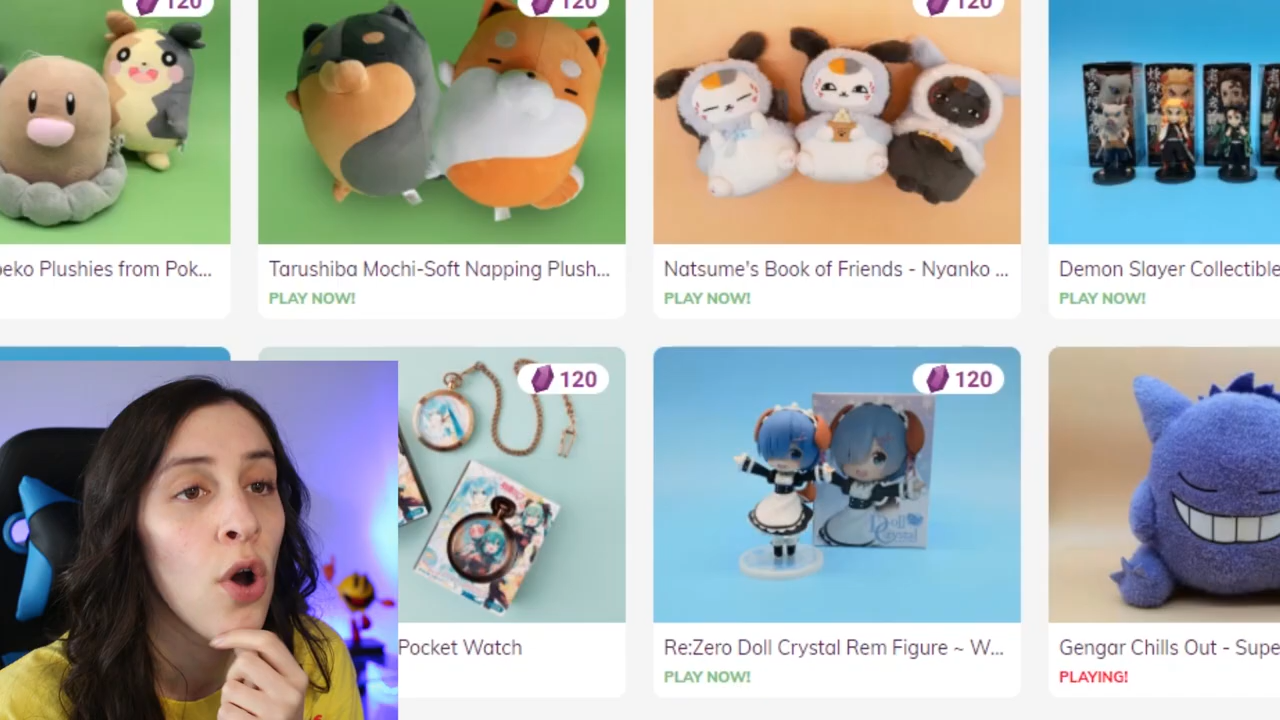 120
120
120
peko Plushies from Pok...
Tarushiba Mochi-Soft Napping Plush...
PLAY NOW!
Natsume's Book of Friends - Nyanko ...
PLAY NOW!
Demon Slayer Collectible
PLAY NOW!
120
Pocket Watch
120
Doll
Crystal
Re:Zero Doll Crystal Rem Figure ~ W...
PLAY NOW!
Gengar Chills Out - Supe
PLAYING!